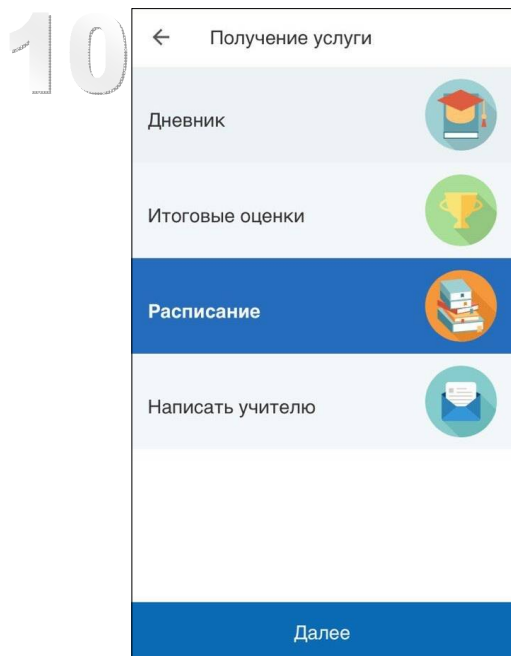 10
Получение услуги
Дневник
Итоговые оценки
Расписание
Написать учителю
Далее